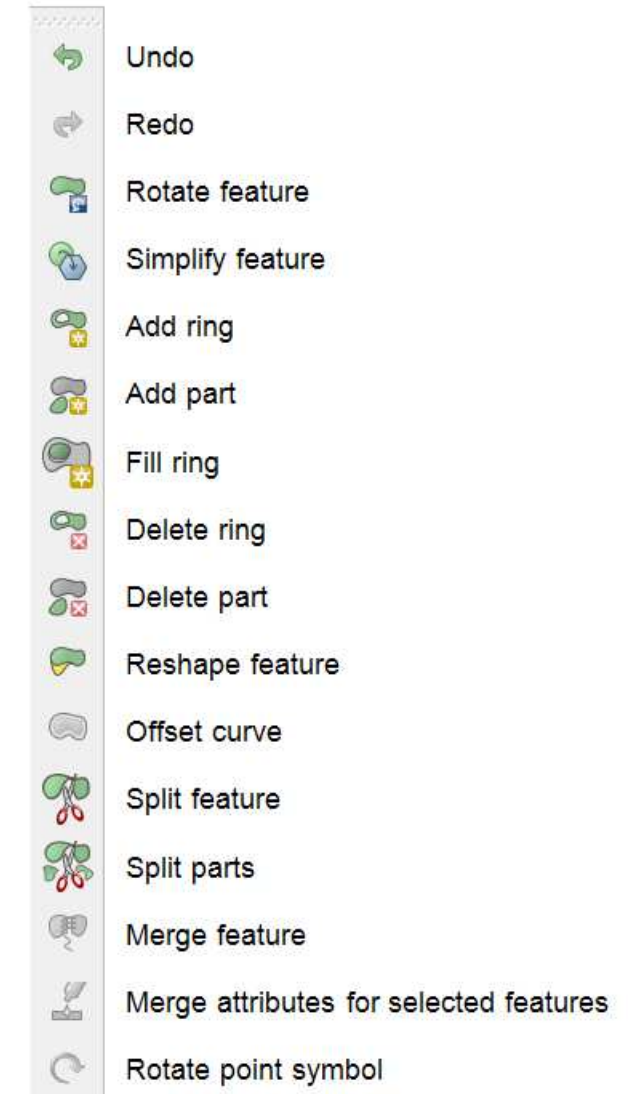 Undo
Redo
Rotate feature
Simplify feature
Add ring
Add part
Fill ring
Delete ring
Delete part
Reshape feature
Offset curve
Split feature
Split parts
Merge feature
Merge attributes for selected features
Rotate point symbol